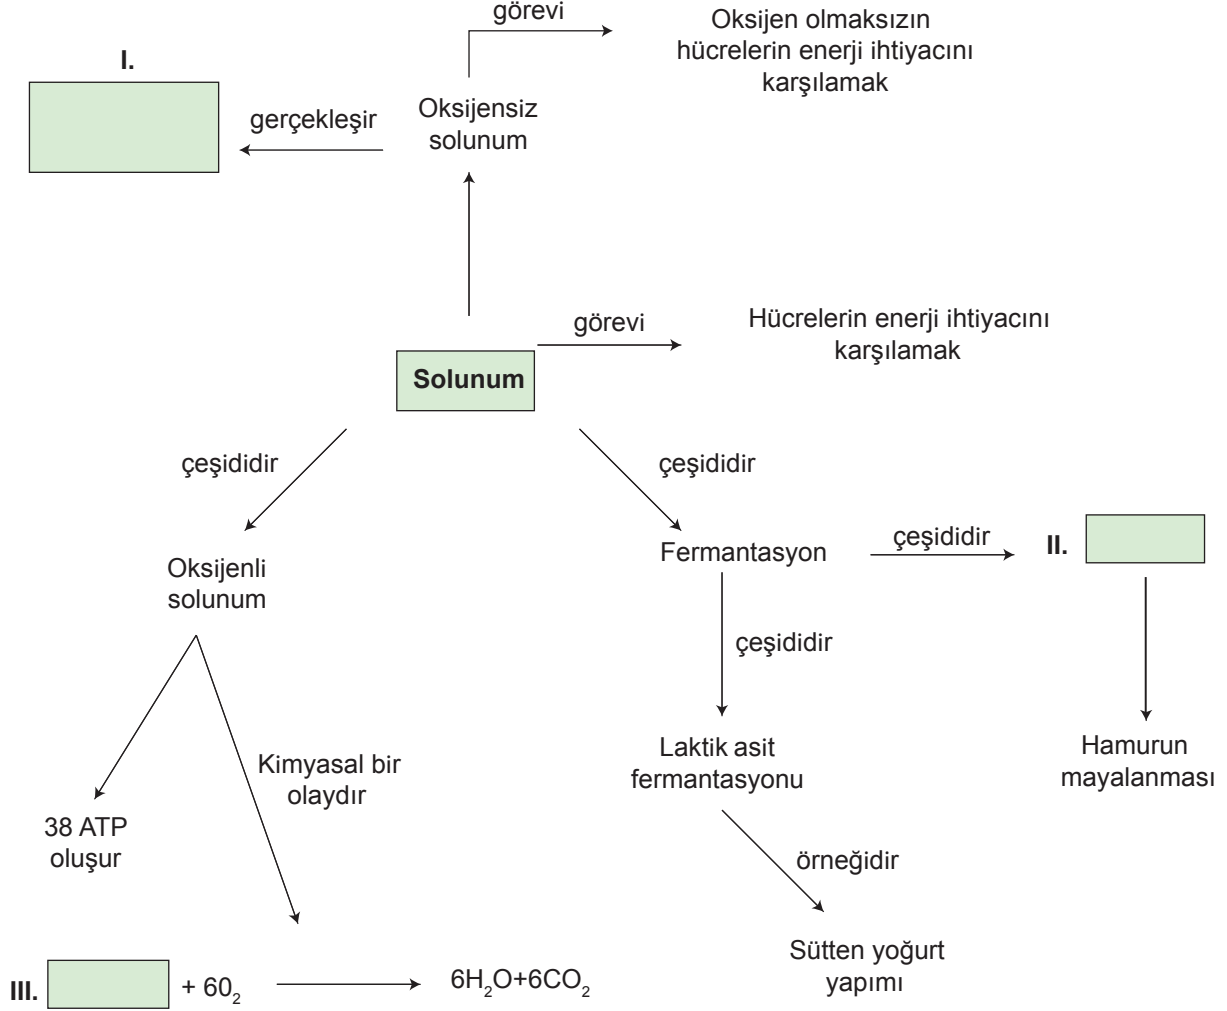 görevi
Oksijen olmaksızın
hücrelerin enerji ihtiyacını
karşılamak
I.
gerçekleşir
Oksijensiz
solunum
görevi
Hücrelerin enerji ihtiyacını
karşılamak
Solunum
çeşididir
çeşididir
Oksijenli
solunum
Fermantasyon
çeşididir
II.
çeşididir
Kimyasal bir
olaydır
Laktik asit
fermantasyonu
Hamurun
mayalanması
38 ATP
oluşur
örneğidir
Sütten yoğurt
yapımı
III.
+ 60₂
6H₂O+6CO₂